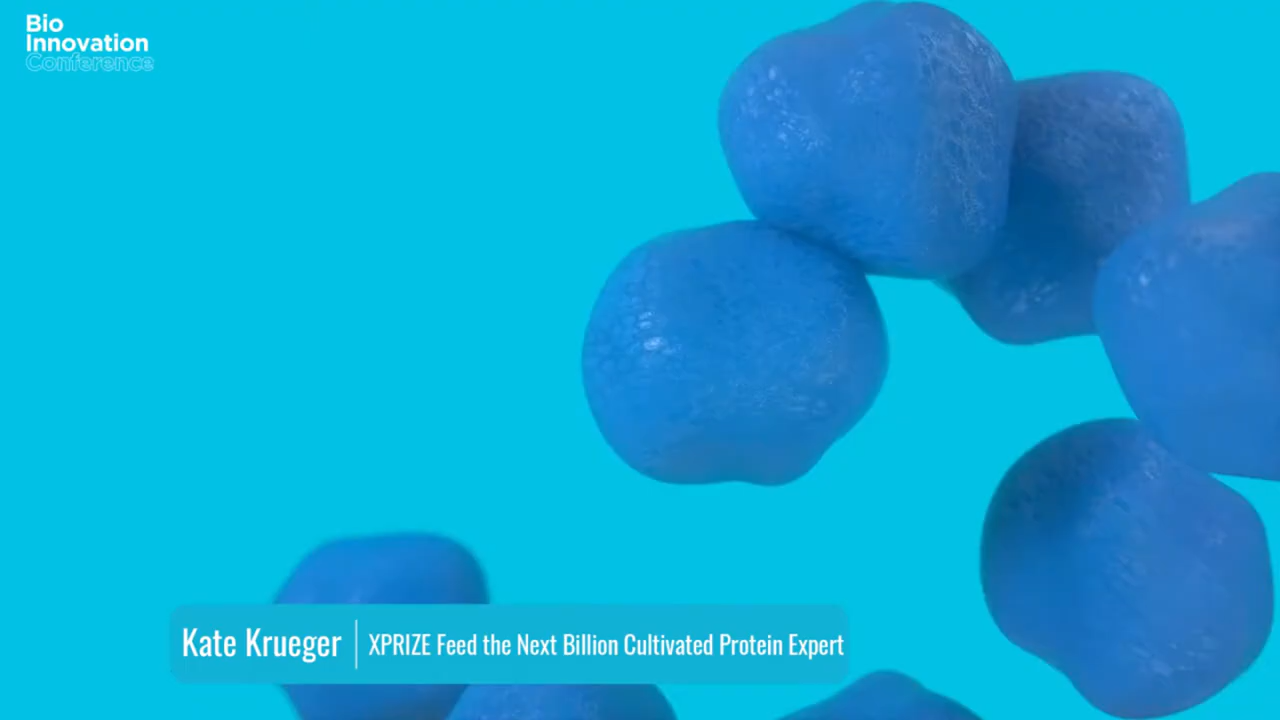 Bio
Innovation
Conference
Kate Krueger
XPRIZE Feed the Next Billion Cultivated Protein Expert